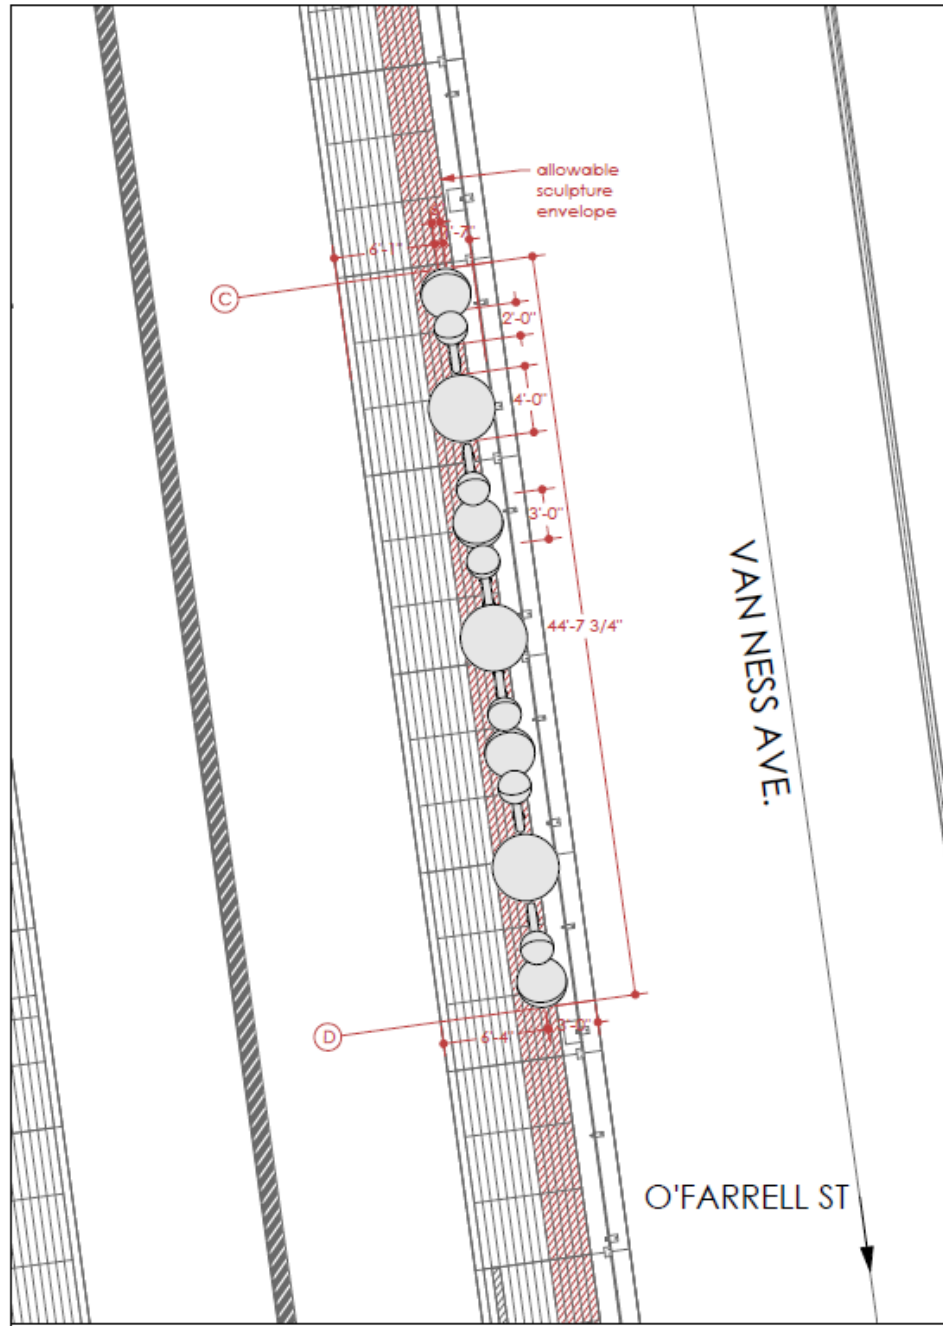 allowable
sculpture
envelope
6'-1"
C
2'-0"
4'-0"
3'-0"
44'-7 3/4"
VAN NESS AVE.
D
6'-4"
O'FARRELL ST